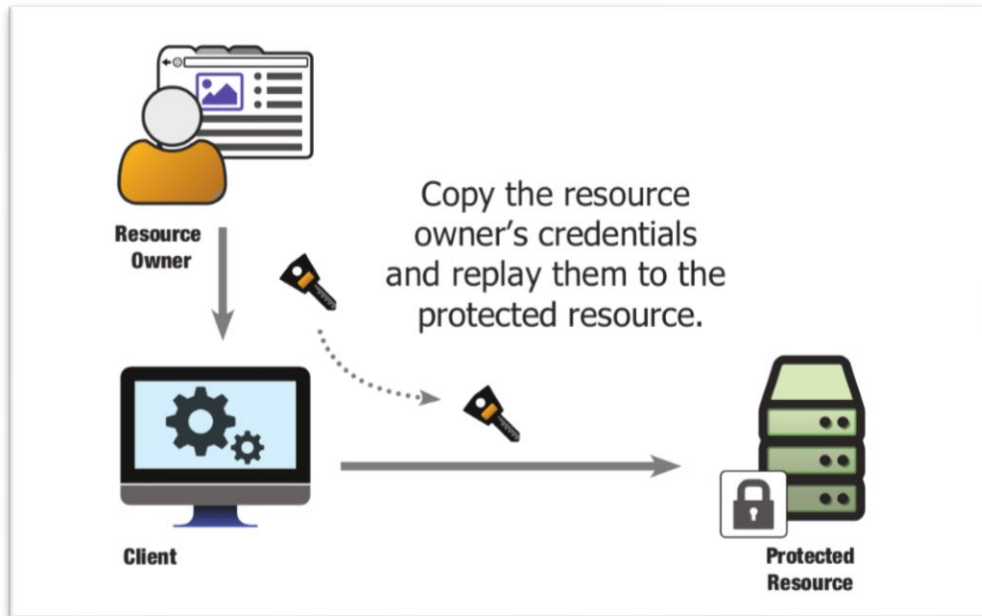 Resource
Owner
Copy the resource
owner's credentials
and replay them to the
protected resource.
Client
Protected
Resource